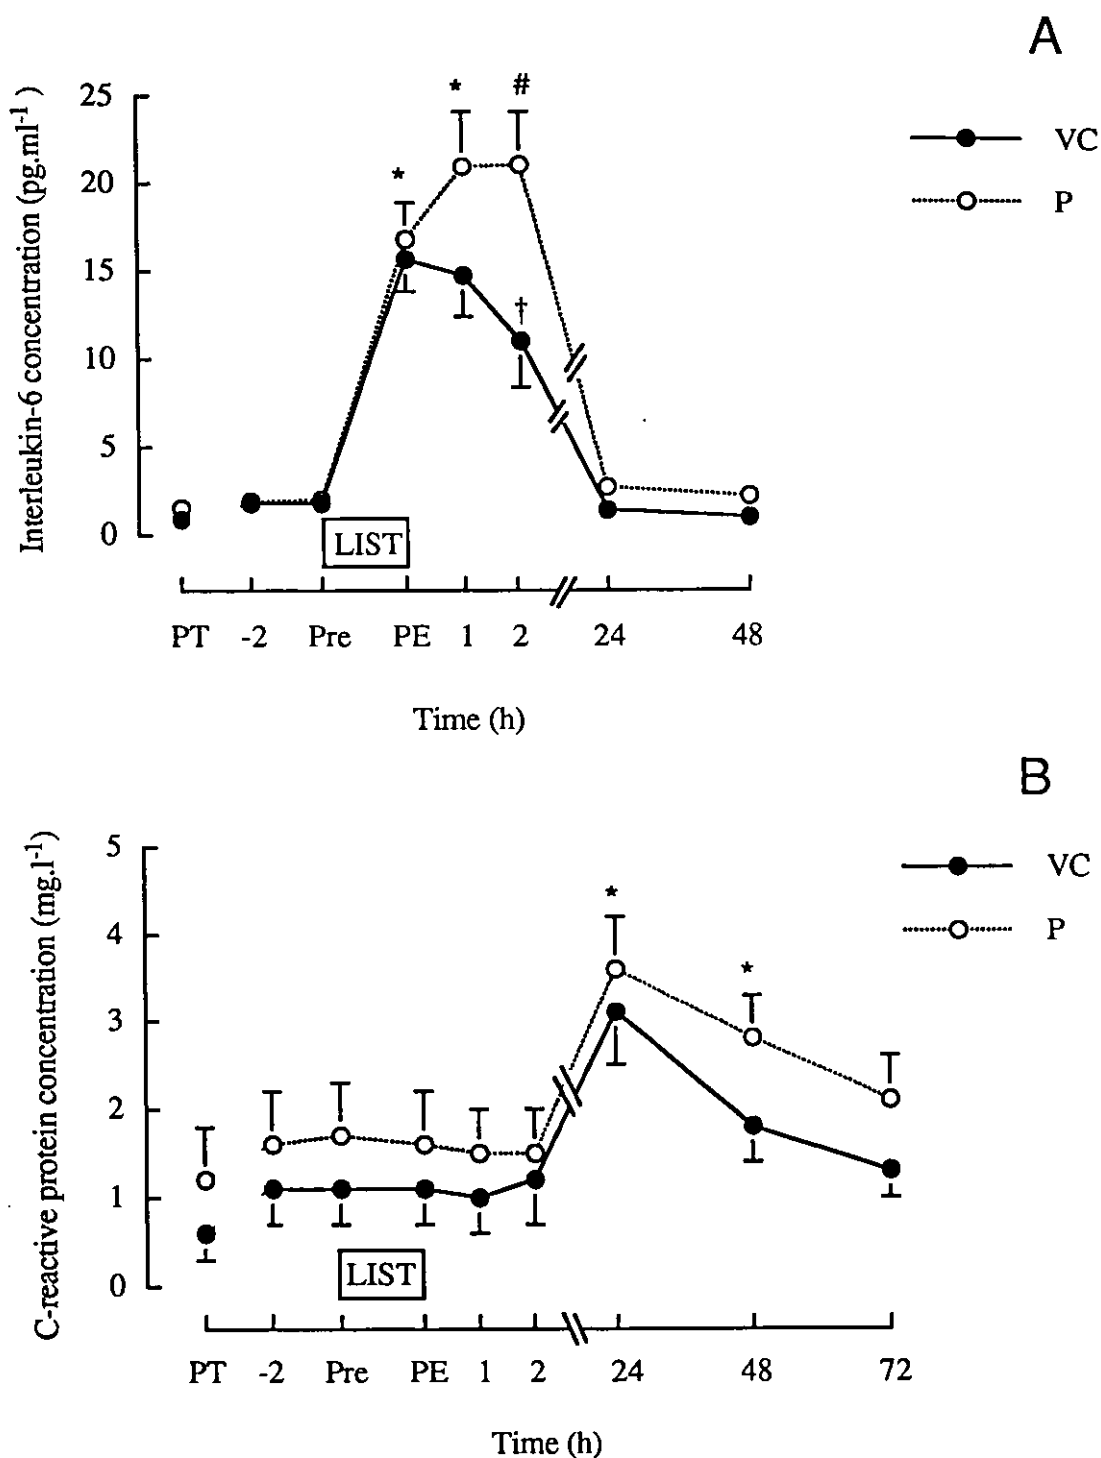 A
Interleukin-6 concentration (pg.ml⁻¹)
25
20
15
10
5
0
*
*
#
†
VC
P
LIST
PT -2 Pre PE 1 2 24 48
Time (h)
B
C-reactive protein concentration (mg.l⁻¹)
5
4
3
2
1
0
*
*
VC
P
LIST
PT -2 Pre PE 1 2 24 48 72
Time (h)